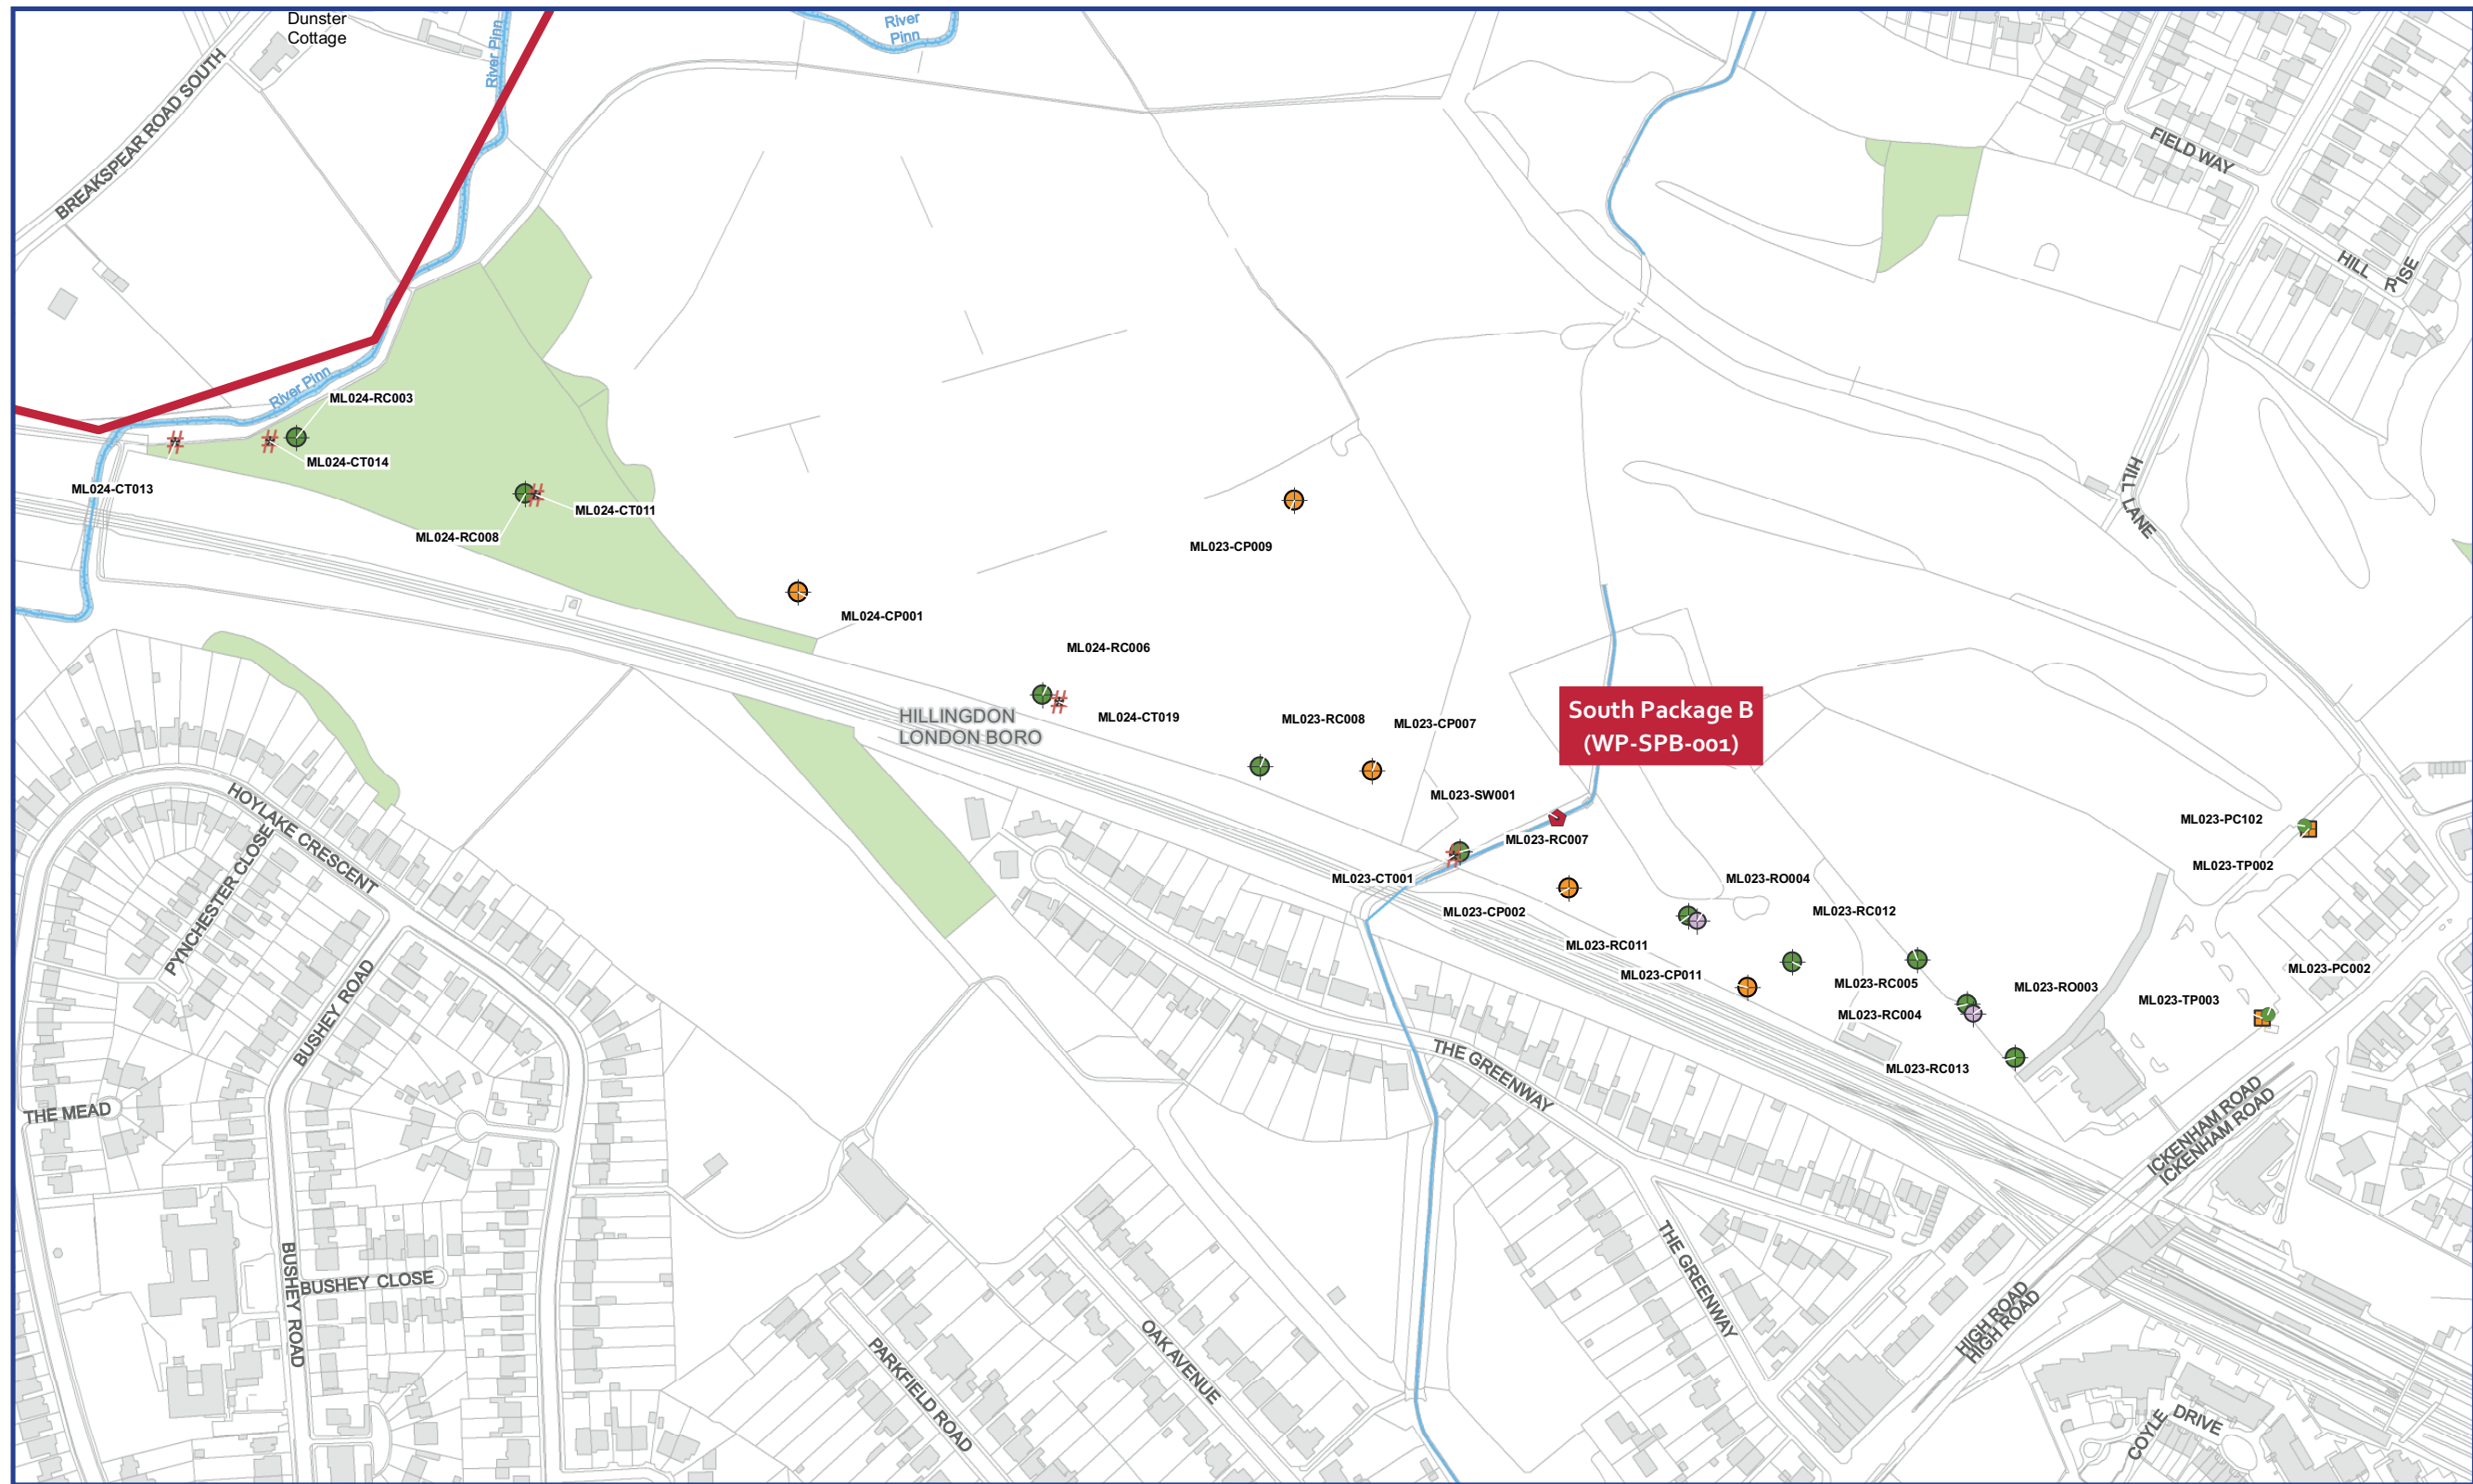 Dunster
Cottage
River Pinn
River
Pinn
BREAKSPEAR ROAD SOUTH
FIELD WAY
HILL RISE
River Pinn
ML024-RC003
ML024-CT014
ML024-CT013
ML024-CT011
ML024-RC008
HILL LANE
ML023-CP009
ML024-CP001
ML024-RC006
HILLINGDON
LONDON BORO
ML024-CT019
ML023-RC008
ML023-CP007
South Package B
(WP-SPB-001)
ML023-SW001
ML023-RC007
ML023-CT001
ML023-PC102
ML023-TP002
HOYLAKE CRESCENT
PYNCHESTER CLOSE
ML023-RO004
ML023-CP002
ML023-RC012
ML023-RC011
ML023-CP011
ML023-RC005
ML023-RO003
ML023-PC002
ML023-TP003
ML023-RC004
ML023-RC013
BUSHEY ROAD
THE GREENWAY
THE MEAD
ICKENHAM ROAD
ICKENHAM ROAD
BUSHEY CLOSE
BUSHEY ROAD
THE GREENWAY
HIGH ROAD
HIGH ROAD
OAK AVENUE
PARKFIELD ROAD
COYLE DRIVE